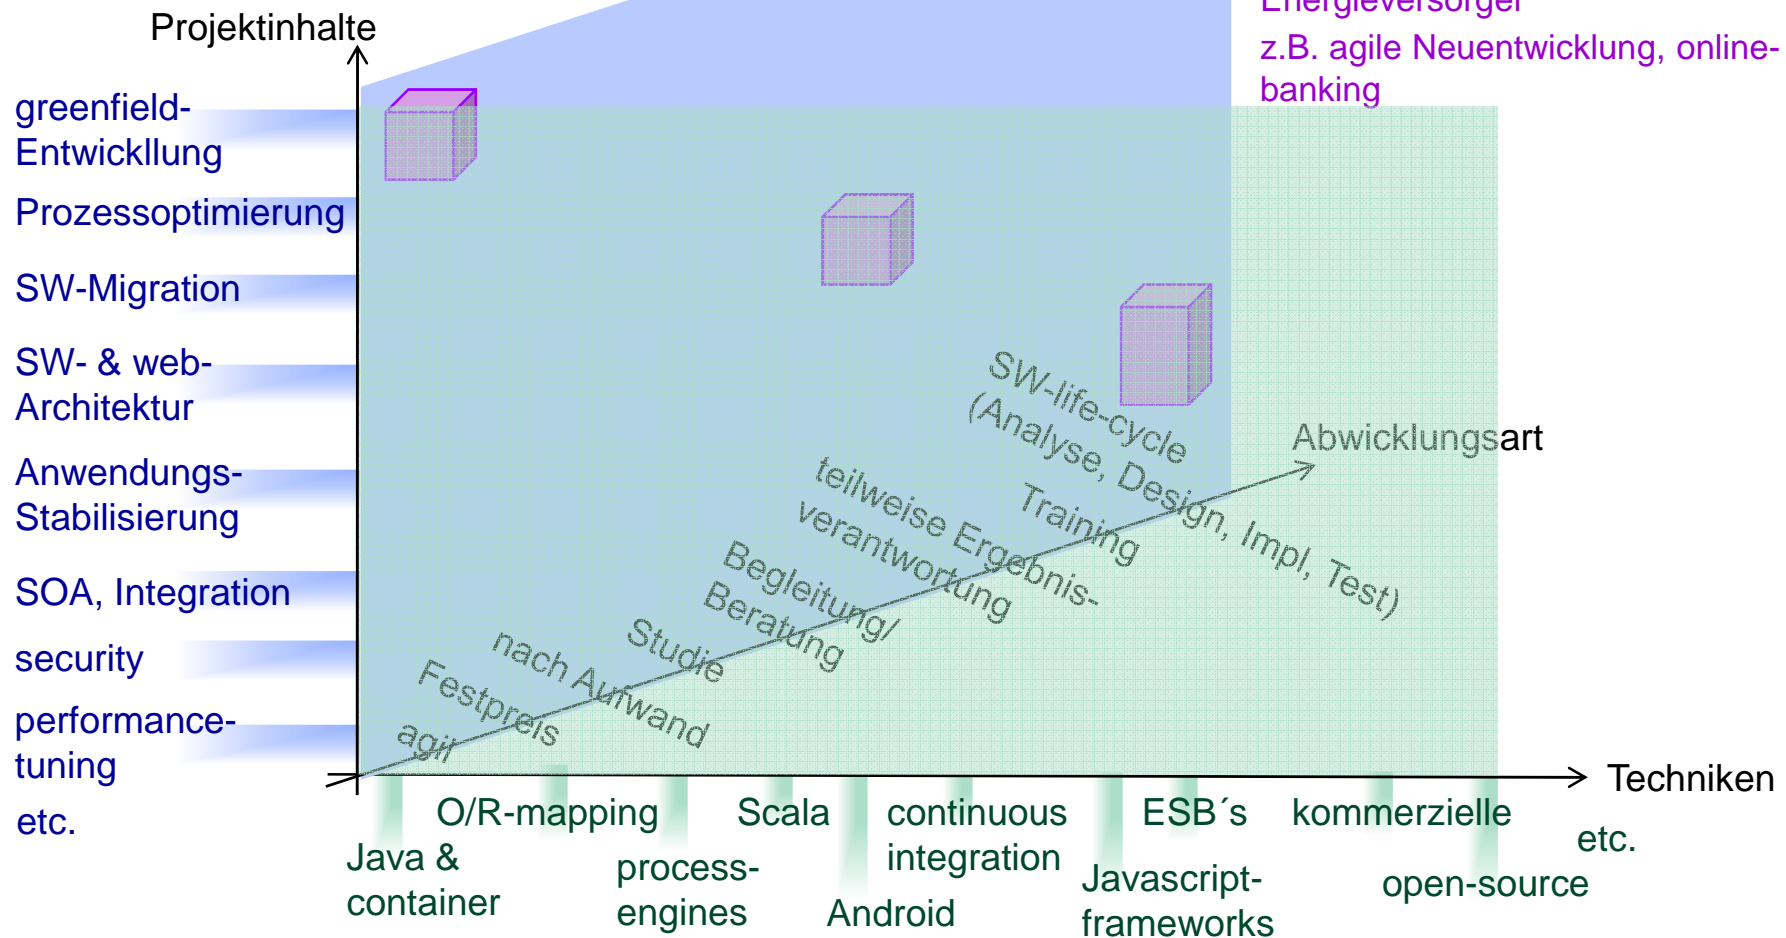 Energieversorger
z.B. agile Neuentwicklung, online-
banking
Projektinhalte
greenfield-
Entwickllung
Prozessoptimierung
SW-Migration
SW- & web-
Architektur
Anwendungs-
Stabilisierung
SOA, Integration
security
performance-
tuning
etc.
SW-life-cycle
(Analyse, Design, Impl, Test)
Abwicklungsart
Training
teilweise Ergebnis-
verantwortung
Begleitung/
Beratung
Studie
nach Aufwand
Festpreis
agil
Techniken
O/R-mapping
Scala
continuous
integration
ESB´s
kommerzielle
etc.
Java &
container
process-
engines
Android
Javascript-
frameworks
open-source